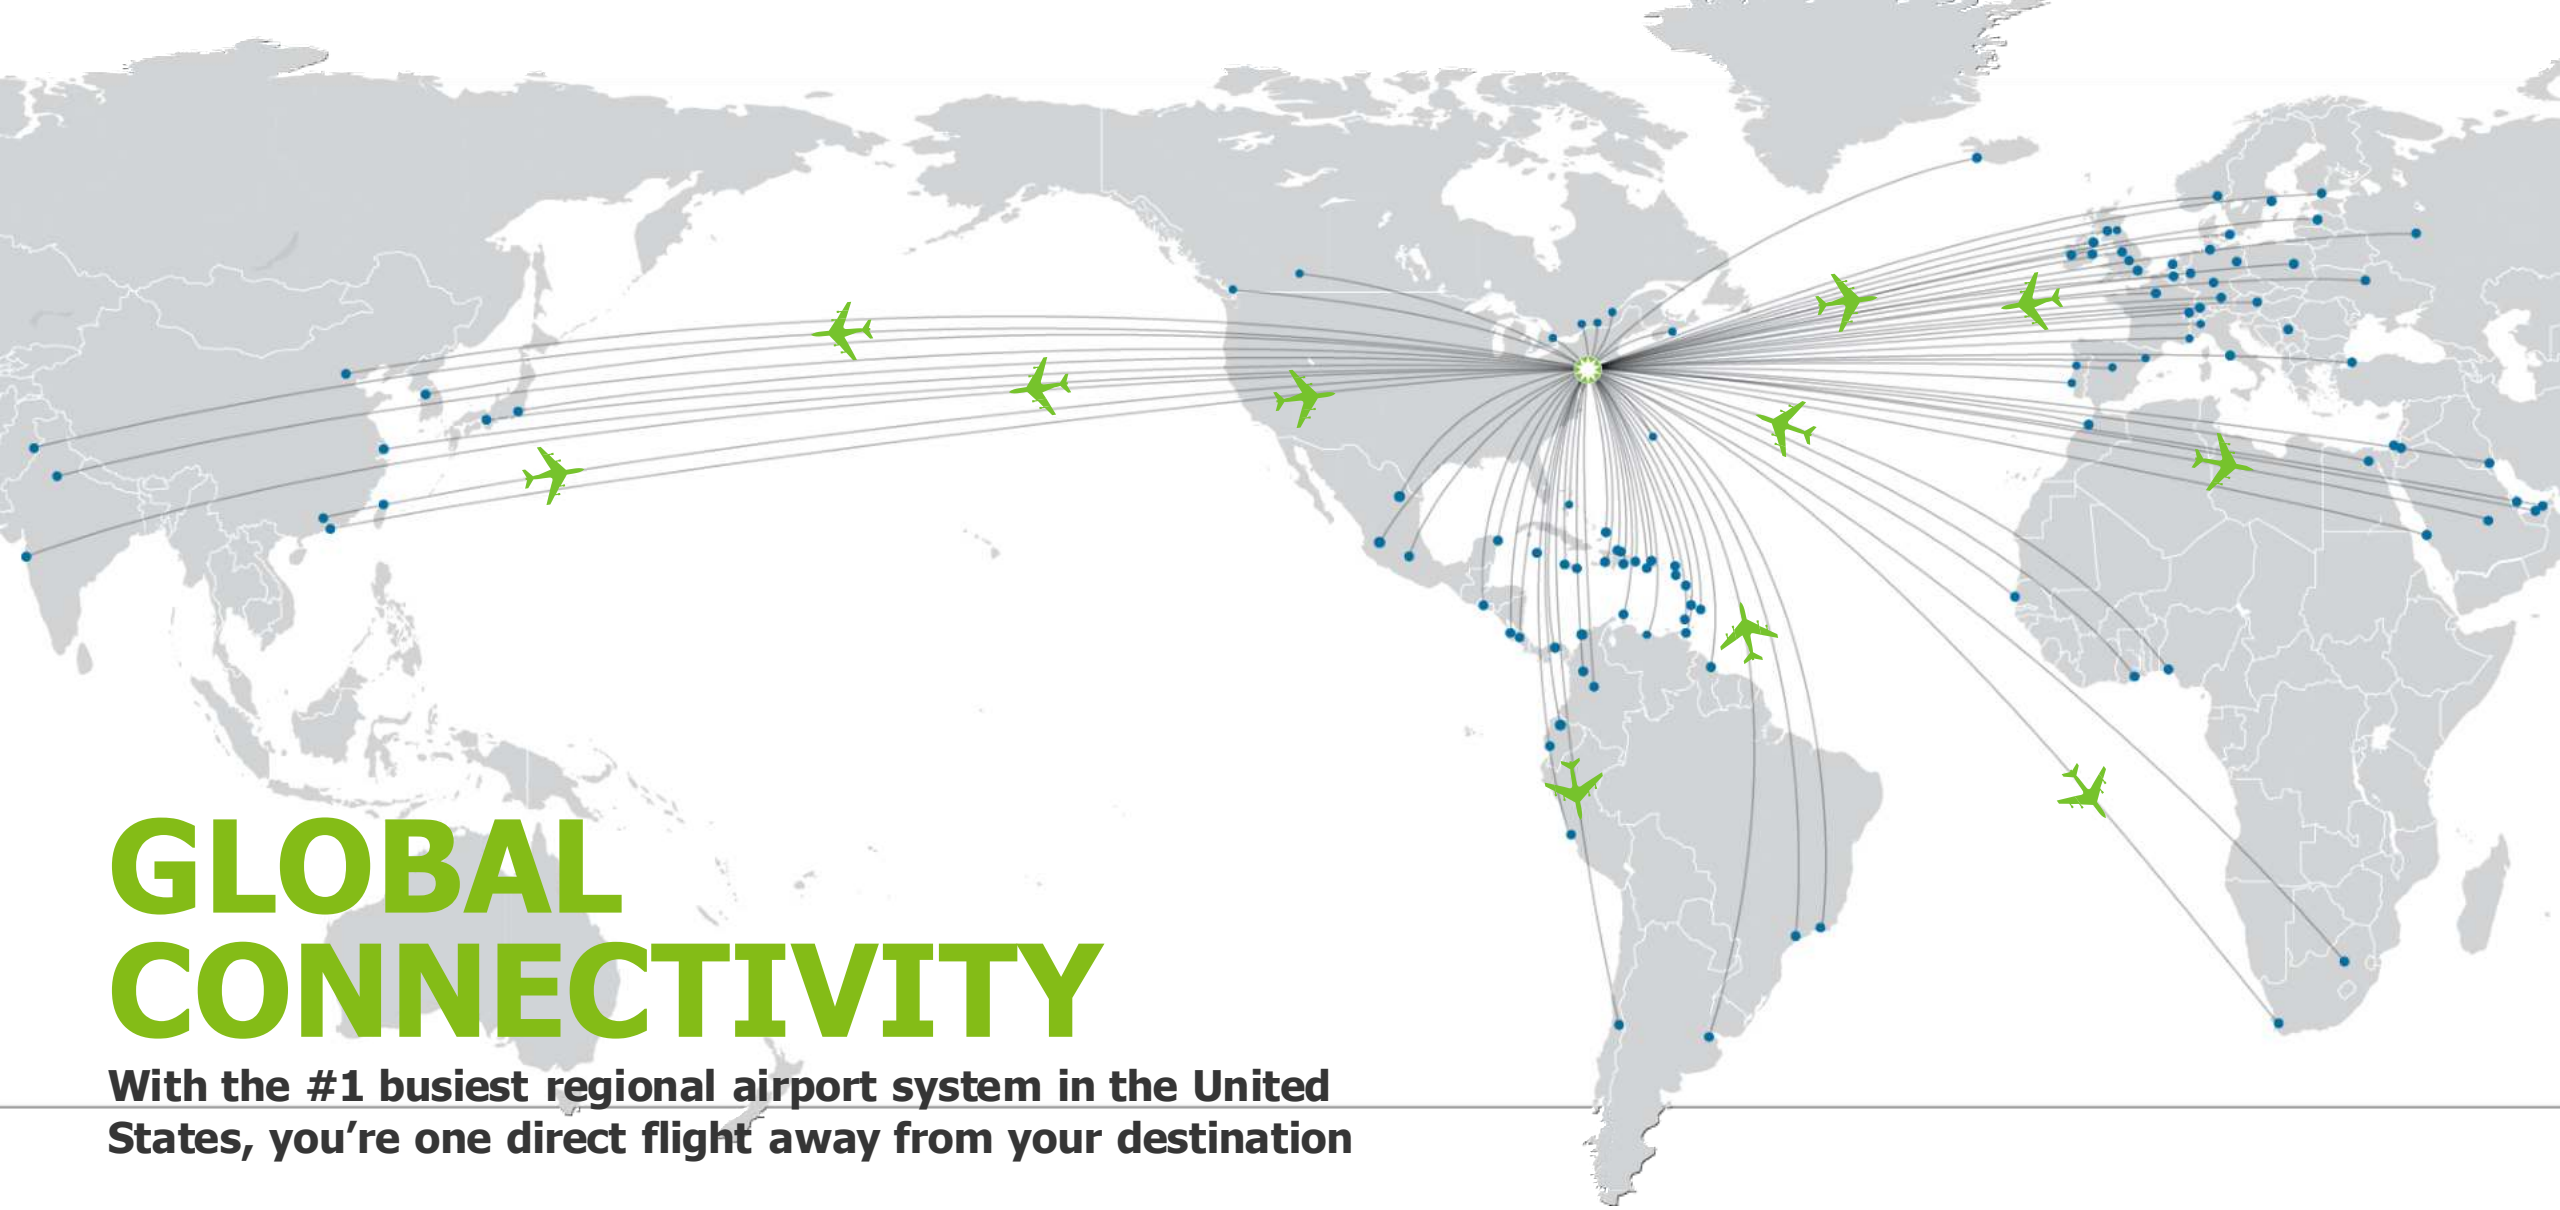 GLOBAL
CONNECTIVITY
With the #1 busiest regional airport system in the United
States, you’re one direct flight away from your destination